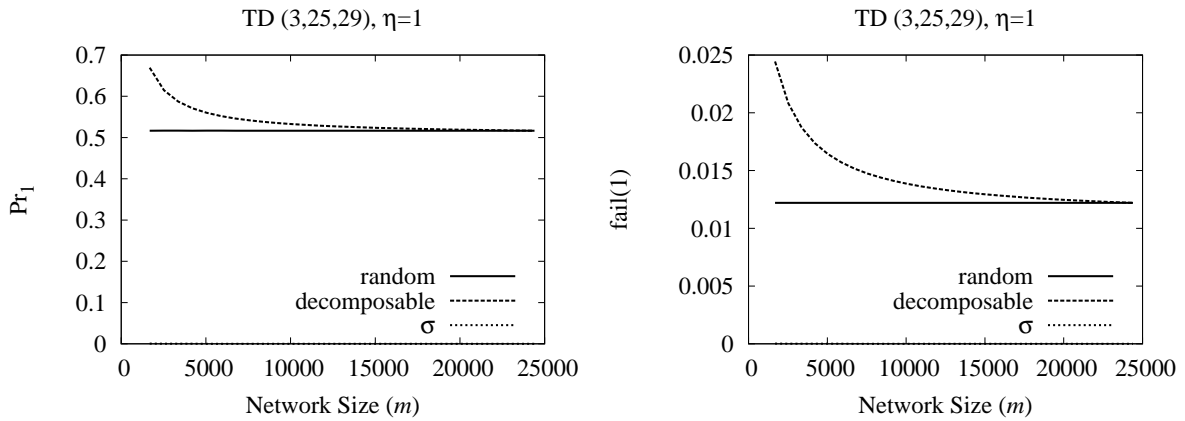 TD (3,25,29), η=1
0.7
0.6
0.5
0.4
0.3
0.2
0.1
0
Pr1
random
decomposable
σ
0 5000 10000 15000 20000 25000
Network Size (m)
TD (3,25,29), η=1
0.025
0.02
0.015
0.01
0.005
0
fail(1)
random
decomposable
σ
0 5000 10000 15000 20000 25000
Network Size (m)